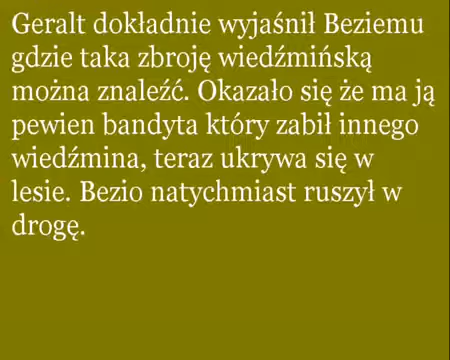 Geralt dokładnie wyjaśnił Beziemu
gdzie taka zbroję wiedźmińską
można znaleźć. Okazało się że ma ją
pewien bandyta który zabił innego
wiedźmina, teraz ukrywa się w
lesie. Bezio natychmiast ruszył w
drogę.